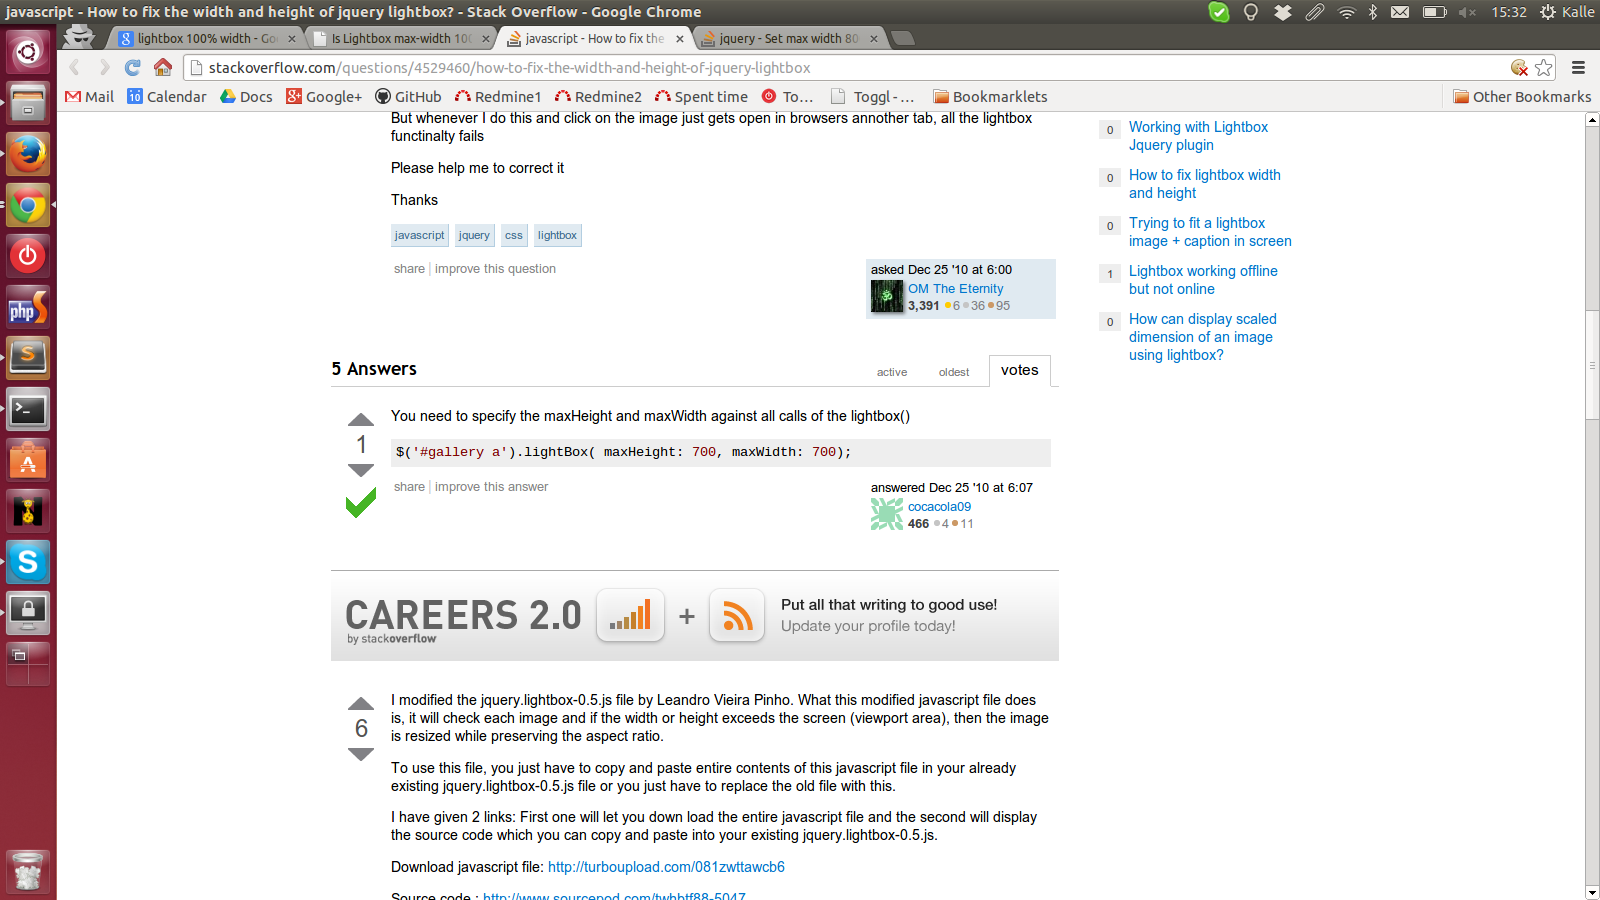 javascript - How to fix the width and height of jquery lightbox? - Stack Overflow - Google Chrome
15:32 Kalle
lightbox 100% width - Go
Is Lightbox max-width 10
javascript - How to fix the
jquery - Set max width 80
stackoverflow.com/questions/4529460/how-to-fix-the-width-and-height-of-jquery-lightbox
Mail 10 Calendar Docs Google+ GitHub Redmine1 Redmine2 Spent time To... Toggl - ... Bookmarklets Other Bookmarks
But whenever I do this and click on the image just gets open in browsers annother tab, all the lightbox
functinalty fails
Please help me to correct it
Thanks
javascript jquery css lightbox
share improve this question
asked Dec 25 '10 at 6:00
OM The Eternity
3,391 6 36 95
5 Answers
active oldest votes
1
You need to specify the maxHeight and maxWidth against all calls of the lightbox()
$('#gallery a').lightBox( maxHeight: 700, maxWidth: 700);
share improve this answer
answered Dec 25 '10 at 6:07
cocacola09
466 4 11
CAREERS 2.0
by stackoverflow
+
Put all that writing to good use!
Update your profile today!
6
I modified the jquery.lightbox-0.5.js file by Leandro Vieira Pinho. What this modified javascript file does
is, it will check each image and if the width or height exceeds the screen (viewport area), then the image
is resized while preserving the aspect ratio.
To use this file, you just have to copy and paste entire contents of this javascript file in your already
existing jquery.lightbox-0.5.js file or you just have to replace the old file with this.
I have given 2 links: First one will let you down load the entire javascript file and the second will display
the source code which you can copy and paste into your existing jquery.lightbox-0.5.js.
Download javascript file: http://turboupload.com/081zwttawcb6
Source code : http://www.sourcepod.com/twhbtf88-5047
0 Working with Lightbox
Jquery plugin
0 How to fix lightbox width
and height
0 Trying to fit a lightbox
image + caption in screen
1 Lightbox working offline
but not online
0 How can display scaled
dimension of an image
using lightbox?
php